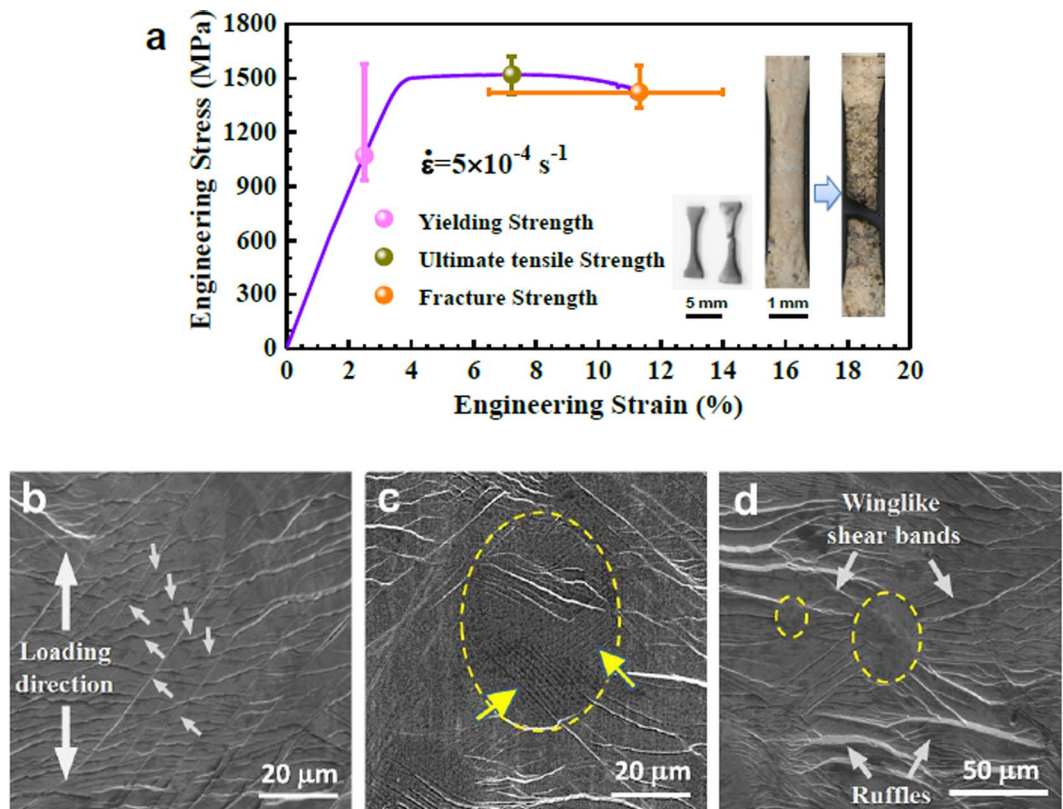 a
1800
1500
1200
900
600
300
0
Engineering Stress (MPa)
ε̇=5×10⁻⁴ s⁻¹
Yielding Strength
Ultimate tensile Strength
Fracture Strength
5 mm
1 mm
0 2 4 6 8 10 12 14 16 18 20
Engineering Strain (%)
b
Loading
direction
20 μm
c
20 μm
d
Winglike
shear bands
Ruffles
50 μm